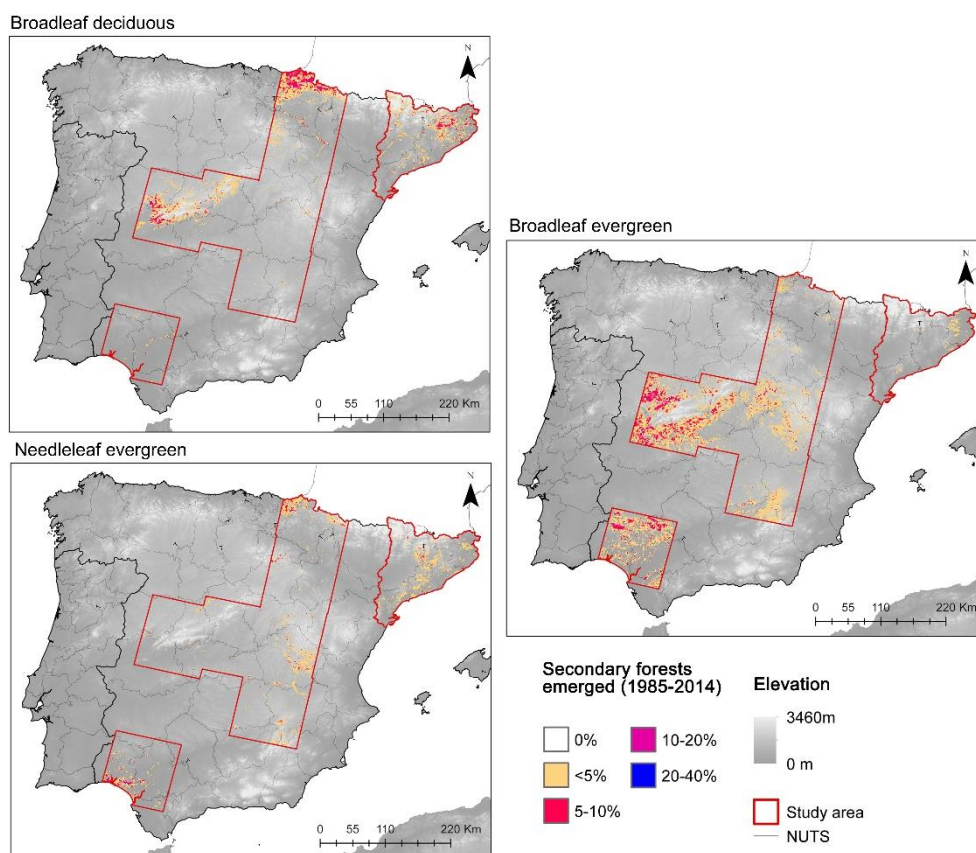 Broadleaf deciduous
N
0 55 110 220 Km
Broadleaf evergreen
N
0 55 110 220 Km
Needleleaf evergreen
N
0 55 110 220 Km
Secondary forests
emerged (1985-2014)
0%
<5%
5-10%
10-20%
20-40%
Elevation
3460m
0 m
Study area
NUTS